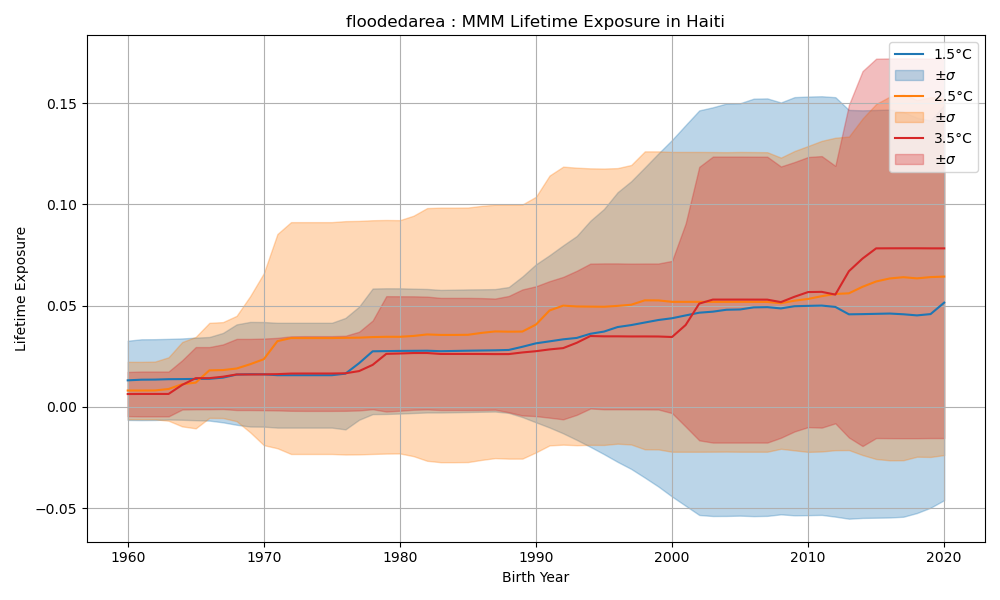 floodedarea : MMM Lifetime Exposure in Haiti
1.5°C
±σ
2.5°C
±σ
3.5°C
±σ
0.15
0.10
0.05
0.00
−0.05
Lifetime Exposure
1960 1970 1980 1990 2000 2010 2020
Birth Year